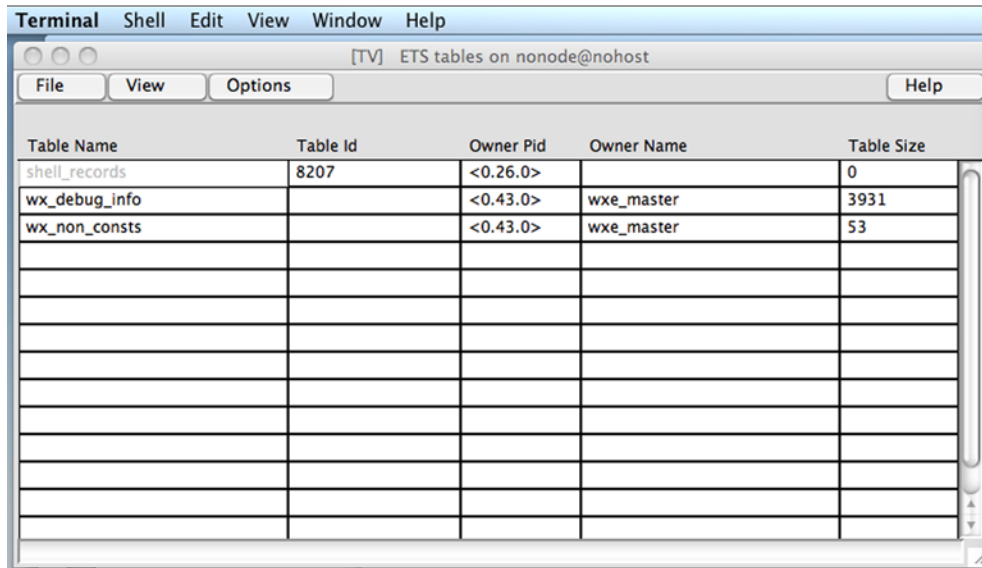 Terminal Shell Edit View Window Help
[TV] ETS tables on nonode@nohost
File View Options Help
Table Name Table Id Owner Pid Owner Name Table Size
shell_records 8207 <0.26.0> 0
wx_debug_info <0.43.0> wxe_master 3931
wx_non_consts <0.43.0> wxe_master 53